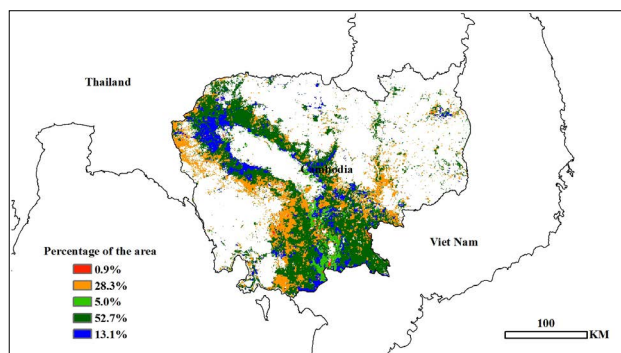 Thailand
Cambodia
Viet Nam
Percentage of the area
0.9%
28.3%
5.0%
52.7%
13.1%
100
KM